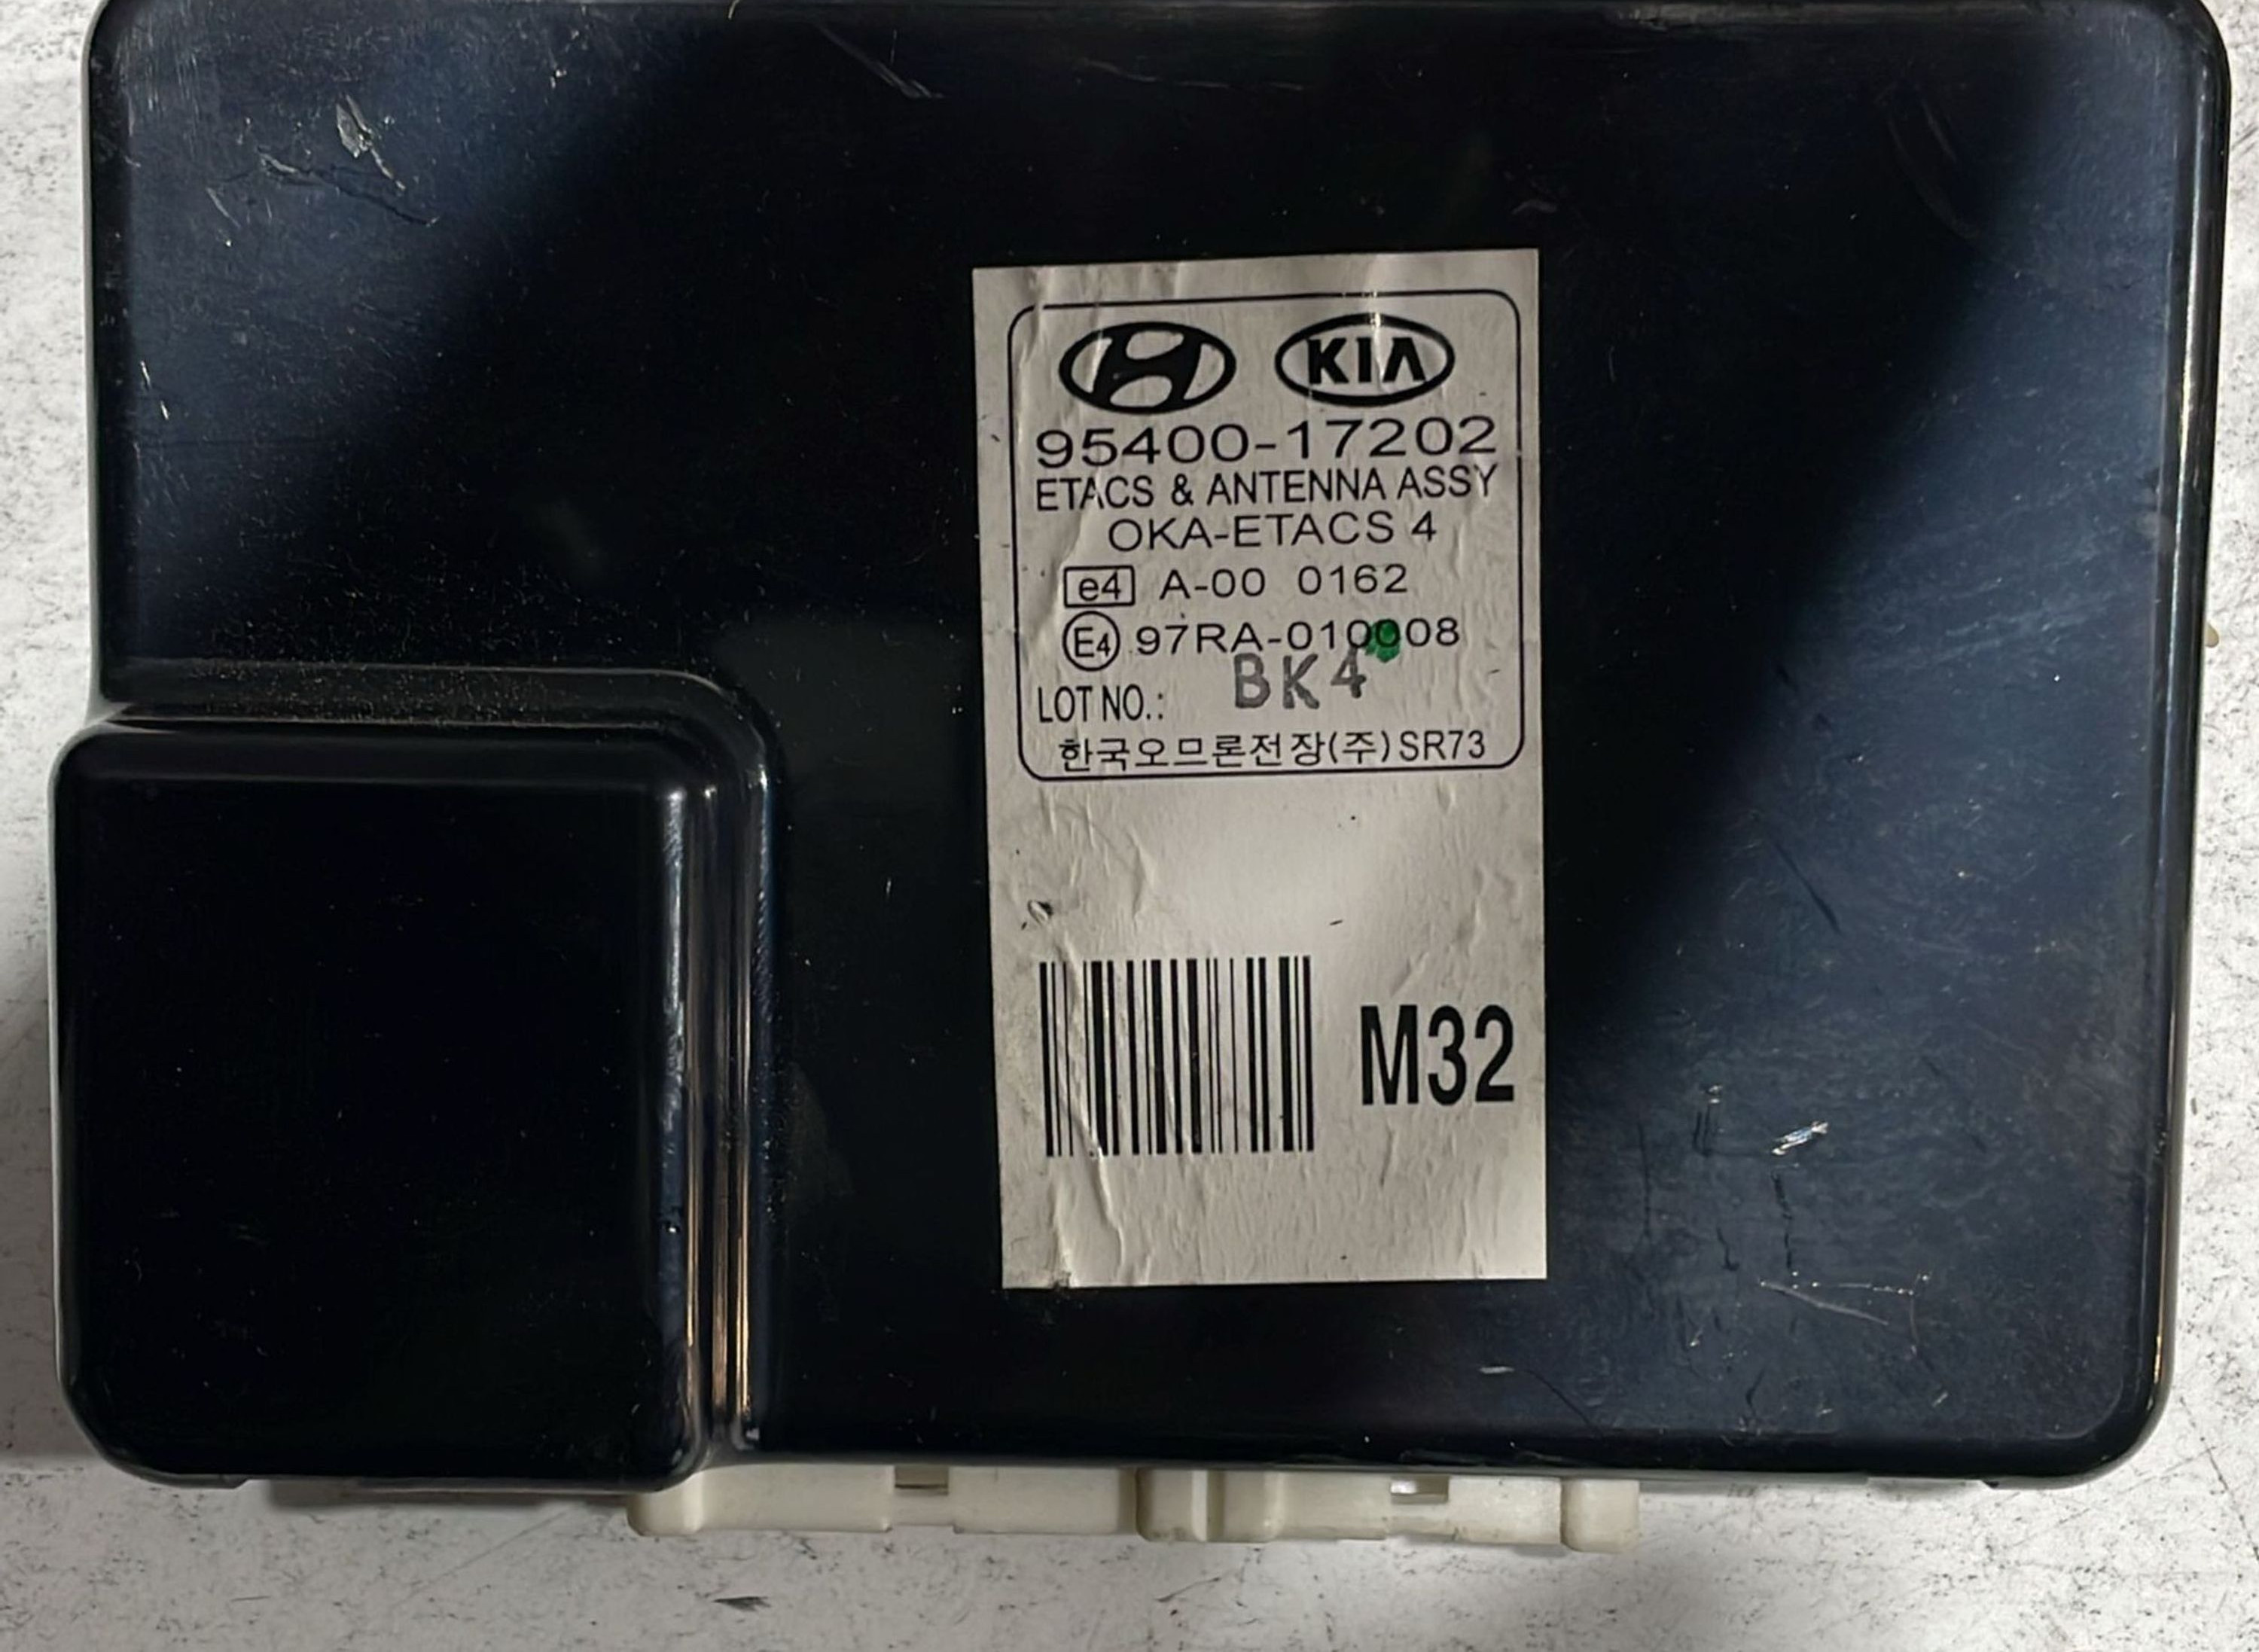 KIA
95400-17202
ETACS & ANTENNA ASSY
OKA-ETACS 4
e4 A-00 0162
E4 97RA-010008
BK4
LOT NO.:
한국오므론전장(주)SR73
M32